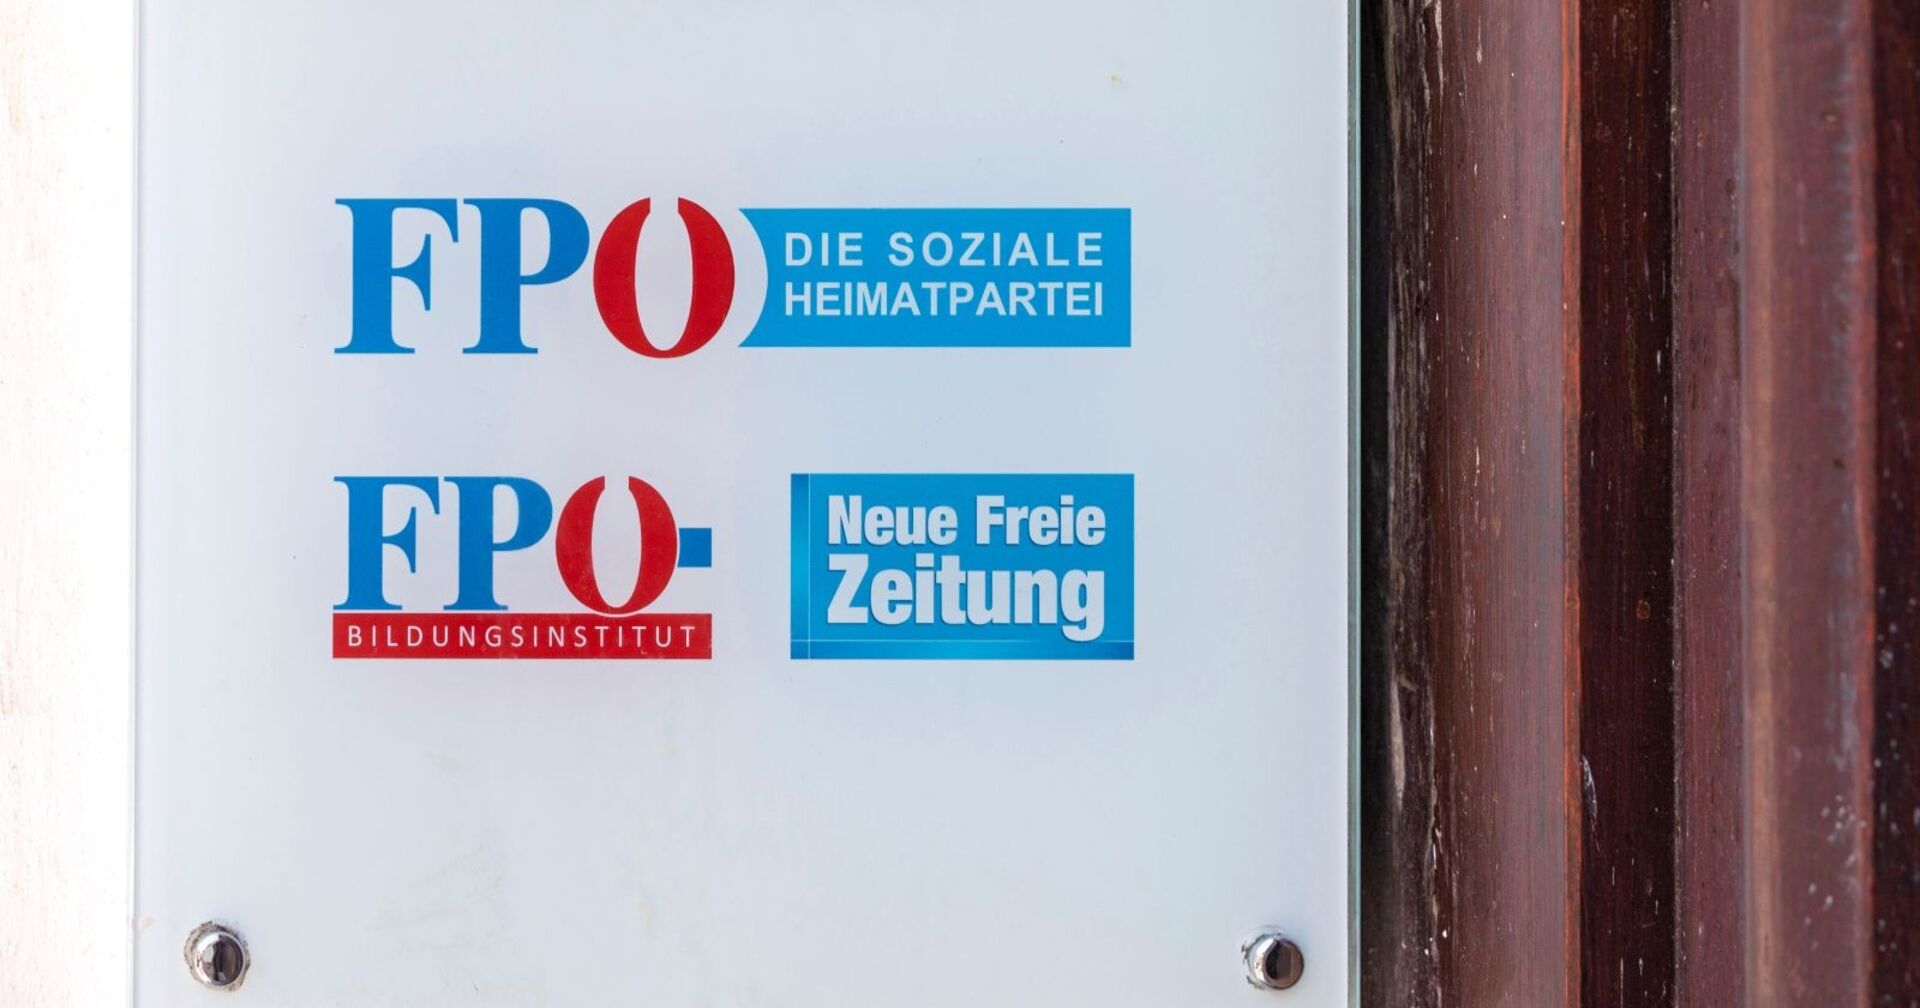 FPÖ DIE SOZIALE
HEIMATPARTEI
FPÖ-
BILDUNGSINSTITUT
Neue Freie
Zeitung